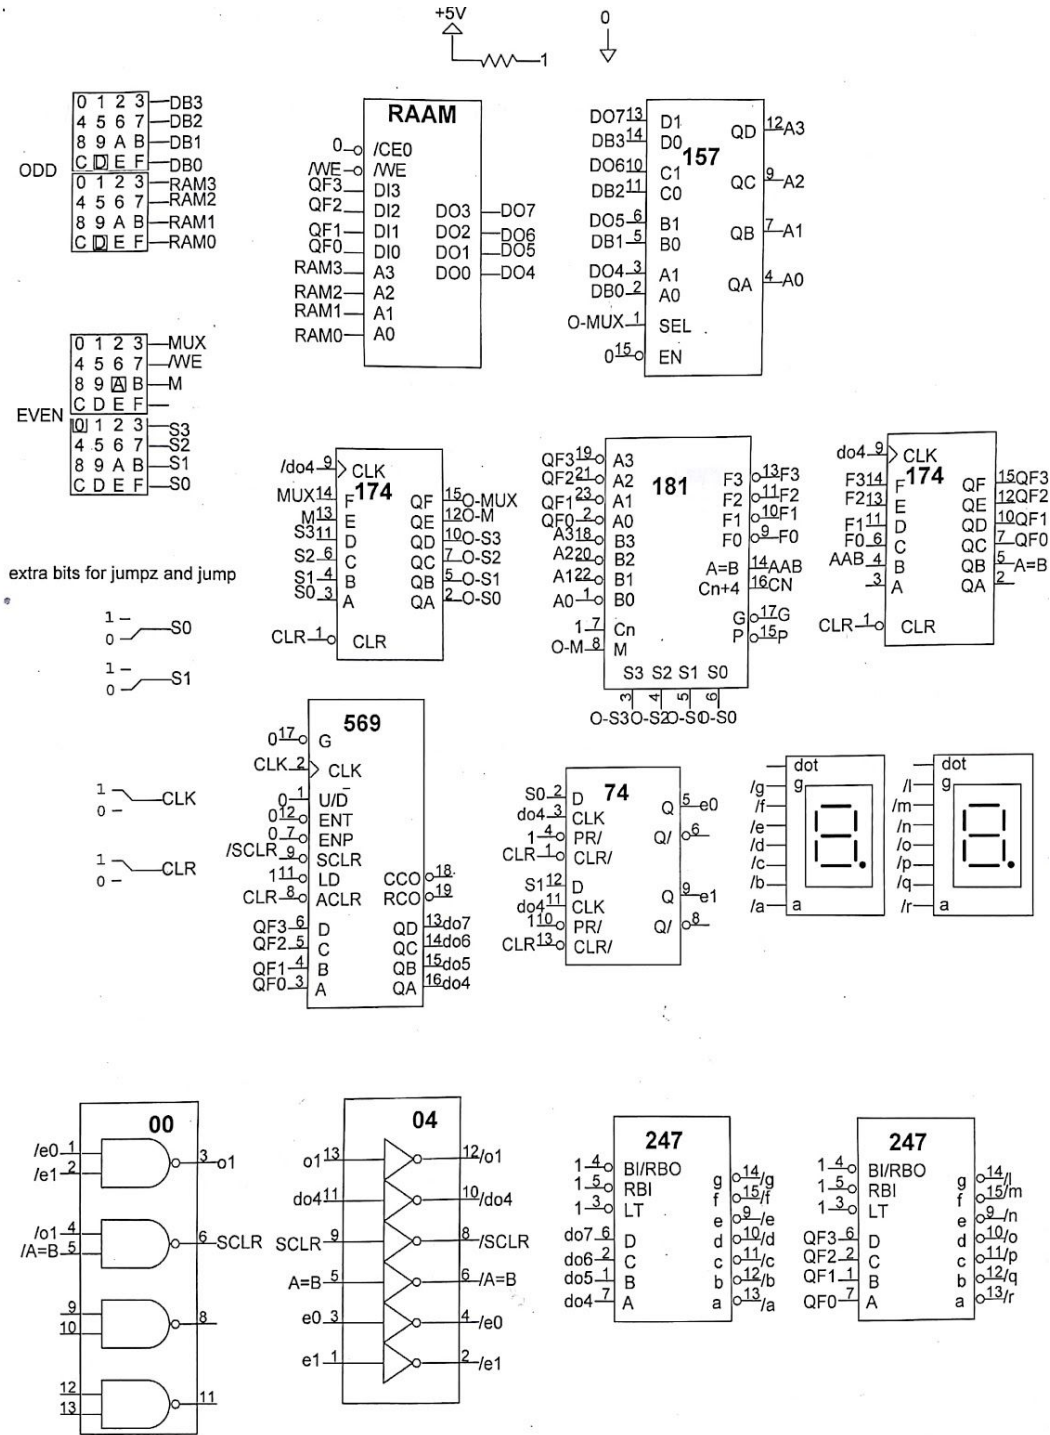 +5V
1
0
ODD
0 1 2 3 DB3
4 5 6 7 DB2
8 9 A B DB1
C D E F DB0
0 1 2 3 RAM3
4 5 6 7 RAM2
8 9 A B RAM1
C D E F RAM0
RAAM
0 /CE0
/WE /WE
QF3 DI3
QF2 DI2 DO3 DO7
QF1 DI1 DO2 DO6
QF0 DI0 DO1 DO5
RAM3 A3 DO0 DO4
RAM2 A2
RAM1 A1
RAM0 A0
157
DO7 13 D1 QD 12 A3
DB3 14 D0
DO6 10 C1 QC 9 A2
DB2 11 C0
DO5 6 B1 QB 7 A1
DB1 5 B0
DO4 3 A1 QA 4 A0
DB0 2 A0
O-MUX 1 SEL
0 15 EN
EVEN
0 1 2 3 MUX
4 5 6 7 /WE
8 9 A B M
C D E F
0 1 2 3 S3
4 5 6 7 S2
8 9 A B S1
C D E F S0
/do4 9 CLK
174
MUX 14 F QF 15 O-MUX
M 13 E QE 12 O-M
S3 11 D QD 10 O-S3
S2 6 C QC 7 O-S2
S1 4 B QB 5 O-S1
S0 3 A QA 2 O-S0
CLR 1 CLR
181
QF3 19 A3 F3 13 F3
QF2 21 A2 F2 11 F2
QF1 23 A1 F1 10 F1
QF0 2 A0 F0 9 F0
A3 18 B3
A2 20 B2 A=B 14 AAB
A1 22 B1 Cn+4 16 CN
A0 1 B0 G 17 G
1 7 Cn P 15 P
O-M 8 M
S3 S2 S1 S0
3 4 5 6
O-S3 O-S2 O-S1 O-S0
do4 9 CLK
174
F3 14 F QF 15 QF3
F2 13 E QE 12 QF2
F1 11 D QD 10 QF1
F0 6 C QC 7 QF0
AAB 4 B QB 5 A=B
3 A QA 2
CLR 1 CLR
extra bits for jumpz and jump
1
0 S0
1
0 S1
1
0 CLK
1
0 CLR
569
0 17 G
CLK 2 CLK
0 1 U/D
0 12 ENT
0 7 ENP
/SCLR 9 SCLR
1 11 LD CCO 18
CLR 8 ACLR RCO 19
QF3 6 D QD 13 do7
QF2 5 C QC 14 do6
QF1 4 B QB 15 do5
QF0 3 A QA 16 do4
74
S0 2 D Q 5 e0
do4 3 CLK
1 4 PR/ Q/ 6
CLR 1 CLR/
S1 12 D Q 9 e1
do4 11 CLK
1 10 PR/ Q/ 8
CLR 13 CLR/
dot
/g g
/f
/e
/d
/c
/b
/a a
dot
/l g
/m
/n
/o
/p
/q
/r a
00
/e0 1
/e1 2
3 o1
/o1 4
/A=B 5
6 SCLR
9
10
8
12
13
11
04
o1 13 12 /o1
do4 11 10 /do4
SCLR 9 8 /SCLR
A=B 5 6 /A=B
e0 3 4 /e0
e1 1 2 /e1
247
1 4 BI/RBO g 14 /g
1 5 RBI f 15 /f
1 3 LT e 9 /e
do7 6 D d 10 /d
do6 2 C c 11 /c
do5 1 B b 12 /b
do4 7 A a 13 /a
247
1 4 BI/RBO g 14 /l
1 5 RBI f 15 /m
1 3 LT e 9 /n
QF3 6 D d 10 /o
QF2 2 C c 11 /p
QF1 1 B b 12 /q
QF0 7 A a 13 /r